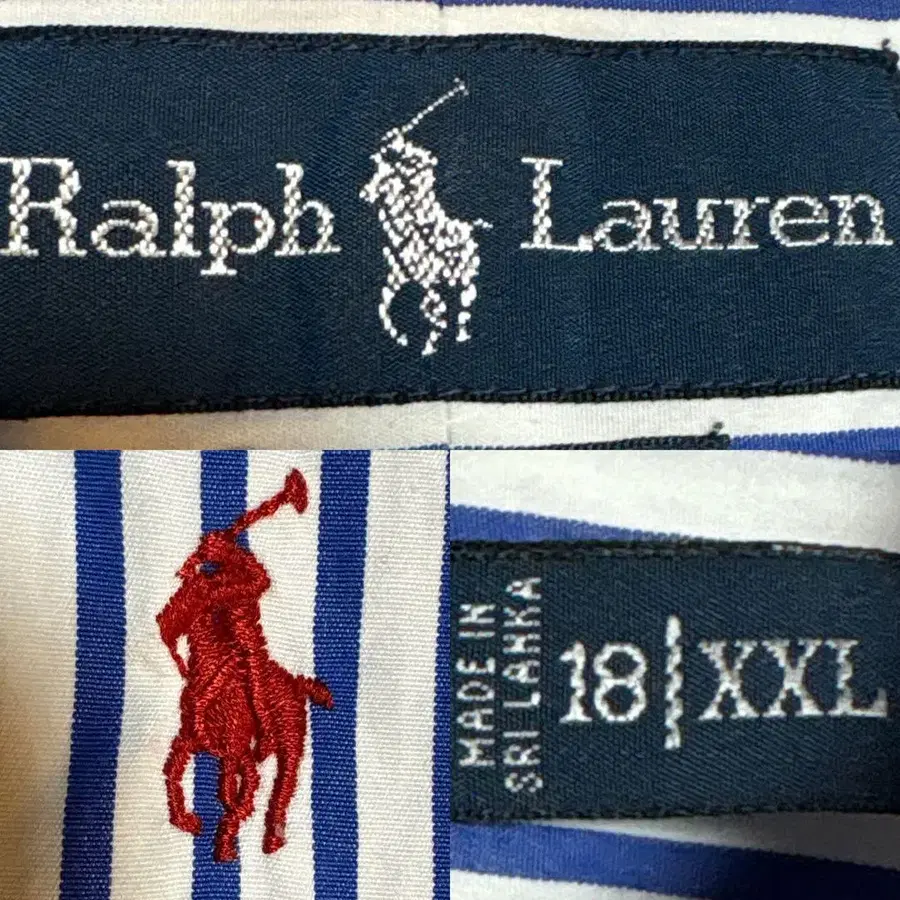 Ralph Lauren
MADE IN
SRI LANKA
18|XXL